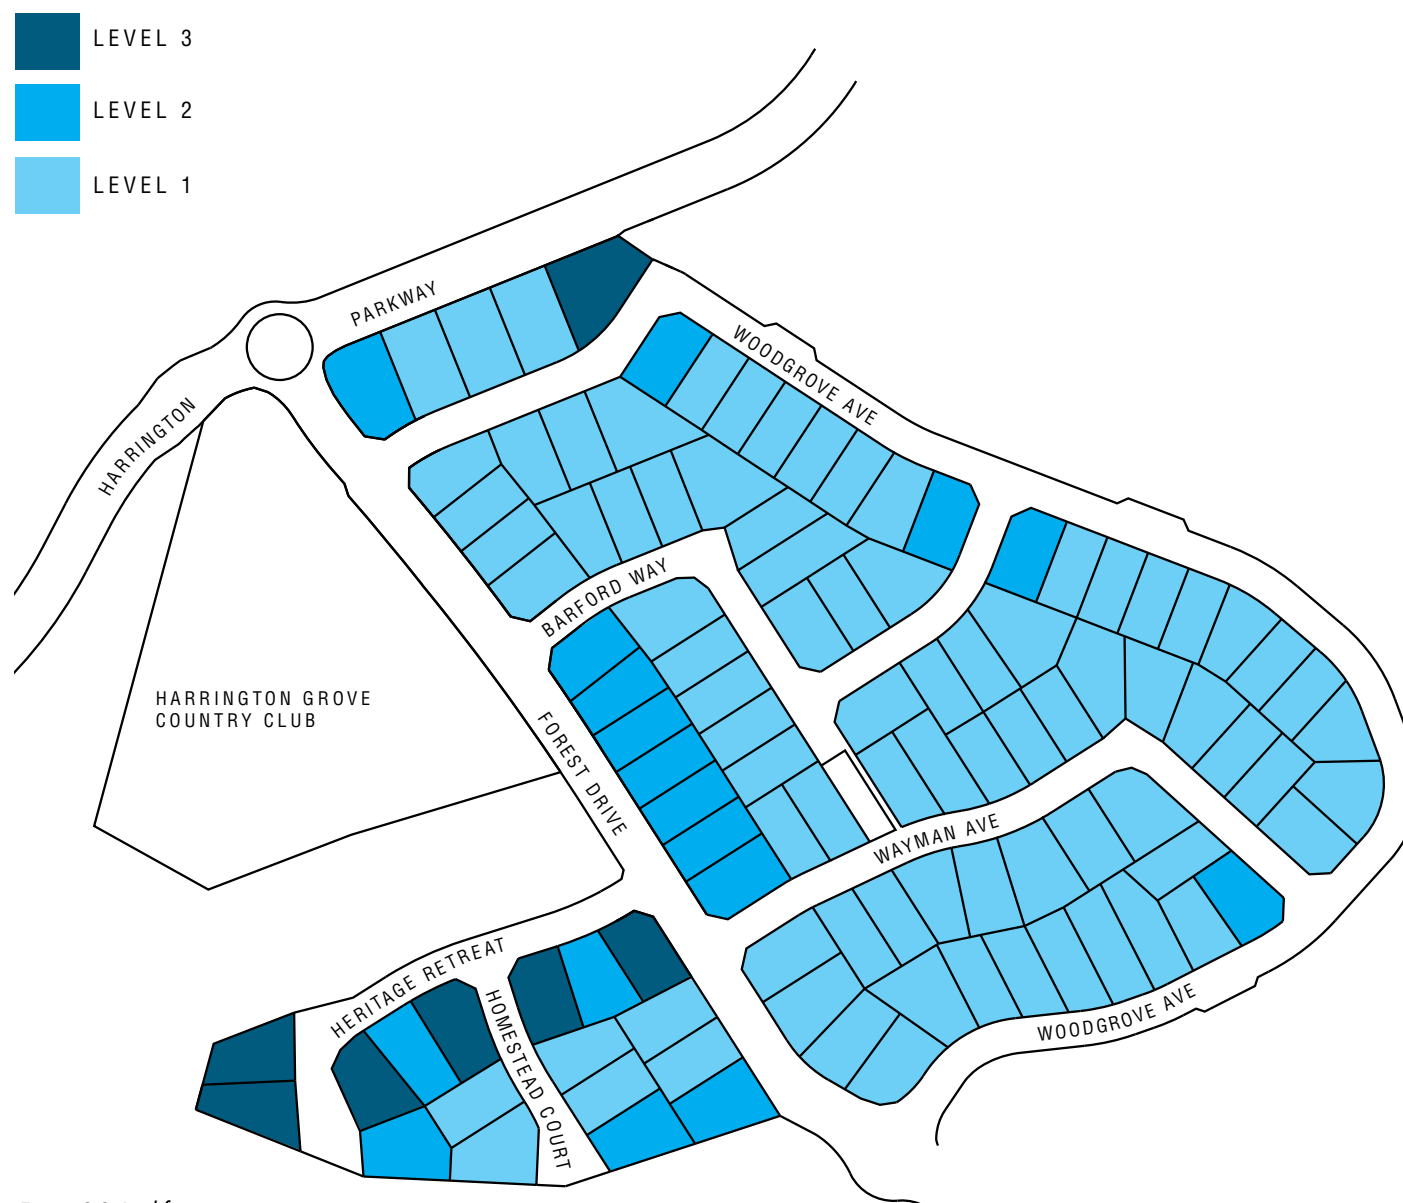 LEVEL 3
LEVEL 2
LEVEL 1
PARKWAY
HARRINGTON
WOODGROVE AVE
BARFORD WAY
HARRINGTON GROVE
COUNTRY CLUB
FOREST DRIVE
WAYMAN AVE
HERITAGE RETREAT
HOMESTEAD COURT
WOODGROVE AVE